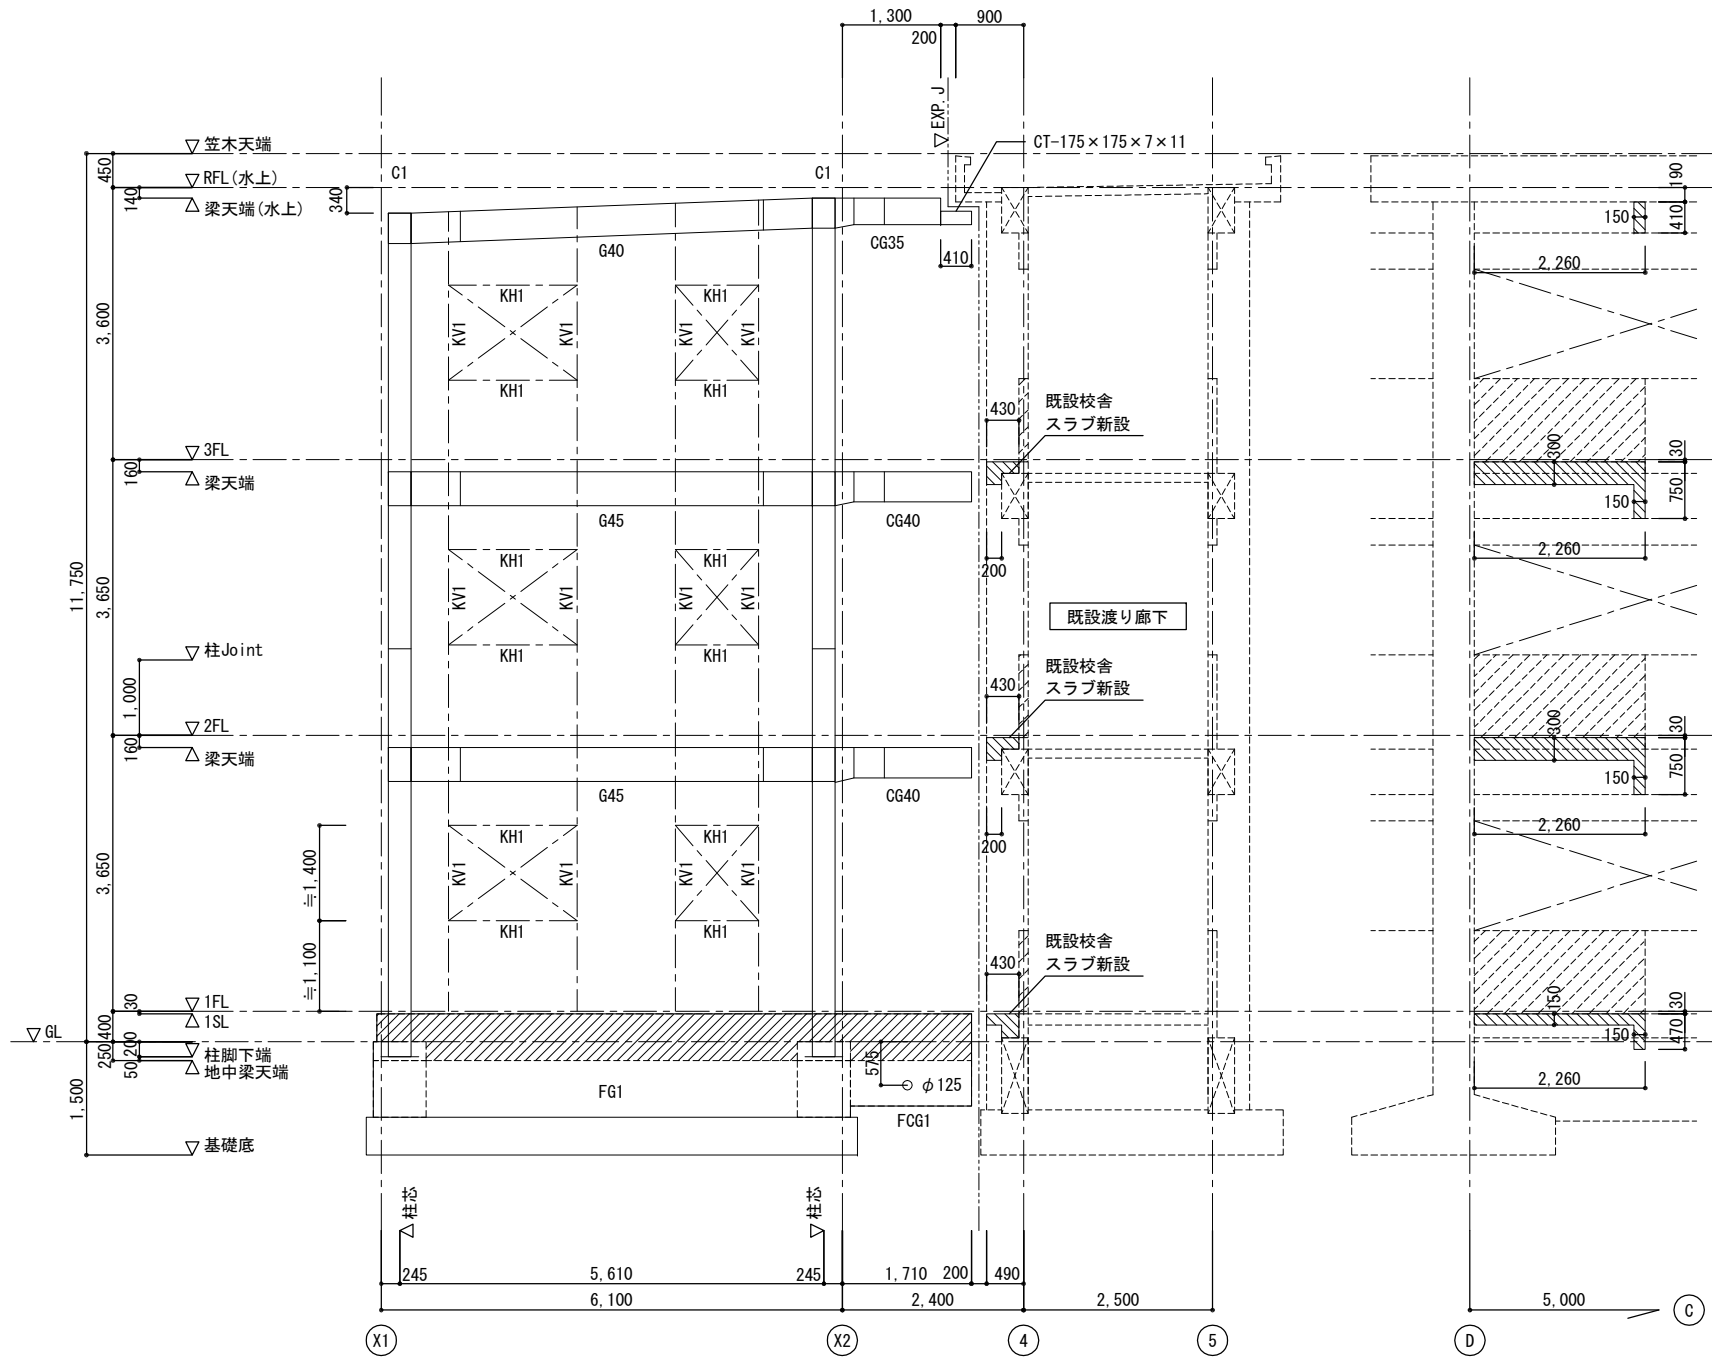 1,300
900
200
▽ EXP. J
CT-175×175×7×11
▽ 笠木天端
450
▽ RFL(水上)
140
△ 梁天端(水上)
C1
C1
340
190
150
410
G40
CG35
410
2,260
3,600
KH1
KH1
KV1
KV1
KV1
KV1
KH1
KH1
430
既設校舎
スラブ新設
▽ 3FL
160
△ 梁天端
300
30
150
750
G45
CG40
200
2,260
11,750
3,650
KH1
KH1
KV1
KV1
KV1
KV1
KH1
KH1
既設渡り廊下
▽ 柱Joint
1,000
430
既設校舎
スラブ新設
▽ 2FL
160
△ 梁天端
300
30
150
750
G45
CG40
200
2,260
3,650
≒1,400
KH1
KH1
KV1
KV1
KV1
KV1
KH1
KH1
≒1,100
430
既設校舎
スラブ新設
▽ 1FL
30
△ 1SL
150
30
150
470
▽ GL
400
250
200
50
▽ 柱脚下端
△ 地中梁天端
575
φ125
2,260
1,500
FG1
FCG1
▽ 基礎底
△ 柱芯
▽ 柱芯
245
5,610
245
1,710
200
490
6,100
2,400
2,500
5,000
C
X1
X2
4
5
D